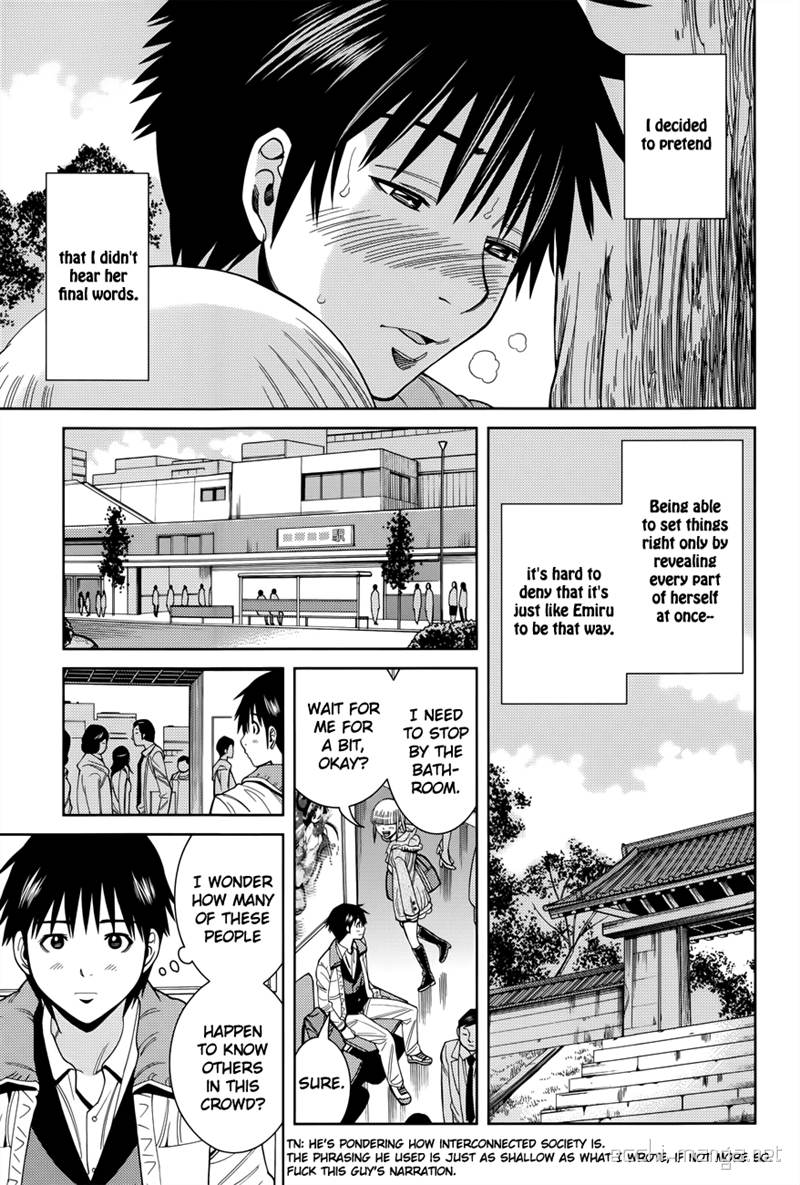 I decided
to pretend
that I didn't
hear her
final words.
Being able
to set things
right only by
revealing
every part
of herself
at once--
it's hard to
deny that it's
just like Emiru
to be that way.
駅
I NEED
TO STOP
BY THE
BATH-
ROOM.
WAIT FOR
ME FOR
A BIT,
OKAY?
SURE.
I WONDER
HOW MANY
OF THESE
PEOPLE
HAPPEN
TO KNOW
OTHERS
IN THIS
CROWD?
TN: HE'S PONDERING HOW INTERCONNECTED SOCIETY IS.
THE PHRASING HE USED IS JUST AS SHALLOW AS WHAT I WROTE, IF NOT MORE SO.
FUCK THIS GUY'S NARRATION.